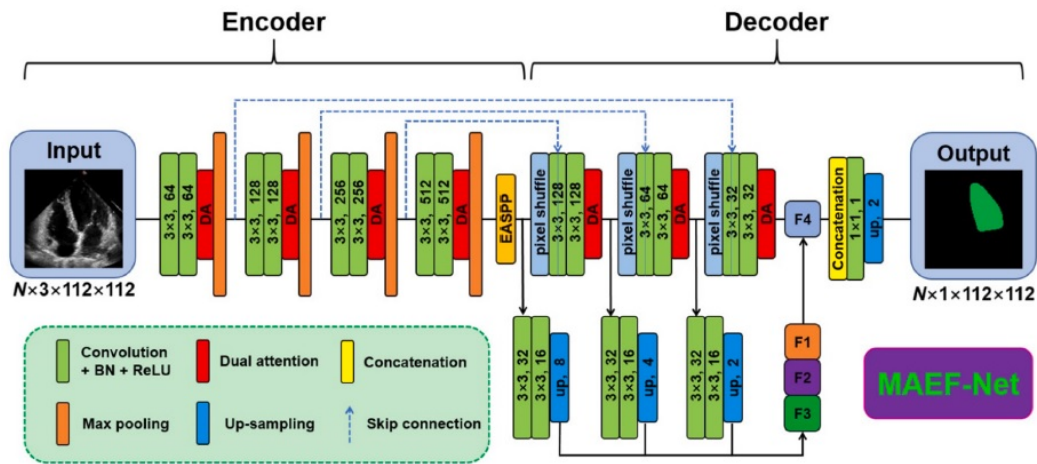 Encoder
Decoder
Input
N×3×112×112
3×3, 64
3×3, 64
DA
3×3, 128
3×3, 128
DA
3×3, 256
3×3, 256
DA
3×3, 512
3×3, 512
DA
EASPP
pixel shuffle
3×3, 128
3×3, 128
DA
pixel shuffle
3×3, 64
3×3, 64
DA
pixel shuffle
3×3, 32
3×3, 32
DA
F4
Concatenation
1×1, 1
up, 2
Output
N×1×112×112
3×3, 32
3×3, 16
up, 8
3×3, 32
3×3, 16
up, 4
3×3, 32
3×3, 16
up, 2
F1
F2
F3
MAEF-Net
Convolution
+ BN + ReLU
Dual attention
Concatenation
Max pooling
Up-sampling
Skip connection